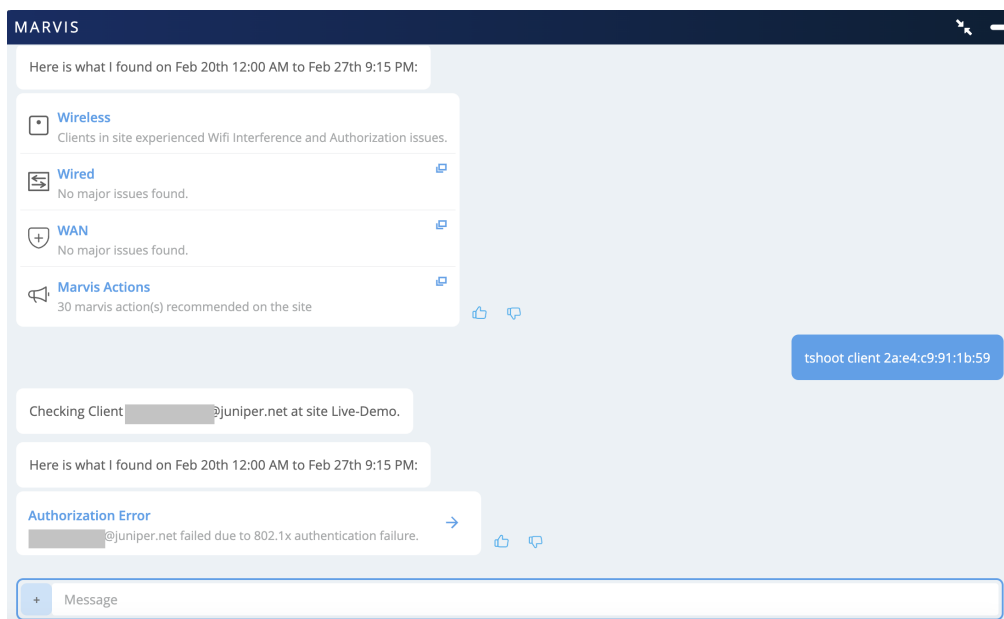 MARVIS
Here is what I found on Feb 20th 12:00 AM to Feb 27th 9:15 PM:
Wireless
Clients in site experienced Wifi Interference and Authorization issues.
Wired
No major issues found.
WAN
No major issues found.
Marvis Actions
30 marvis action(s) recommended on the site
tshoot client 2a:e4:c9:91:1b:59
Checking Client @juniper.net at site Live-Demo.
Here is what I found on Feb 20th 12:00 AM to Feb 27th 9:15 PM:
Authorization Error
@juniper.net failed due to 802.1x authentication failure.
+ Message